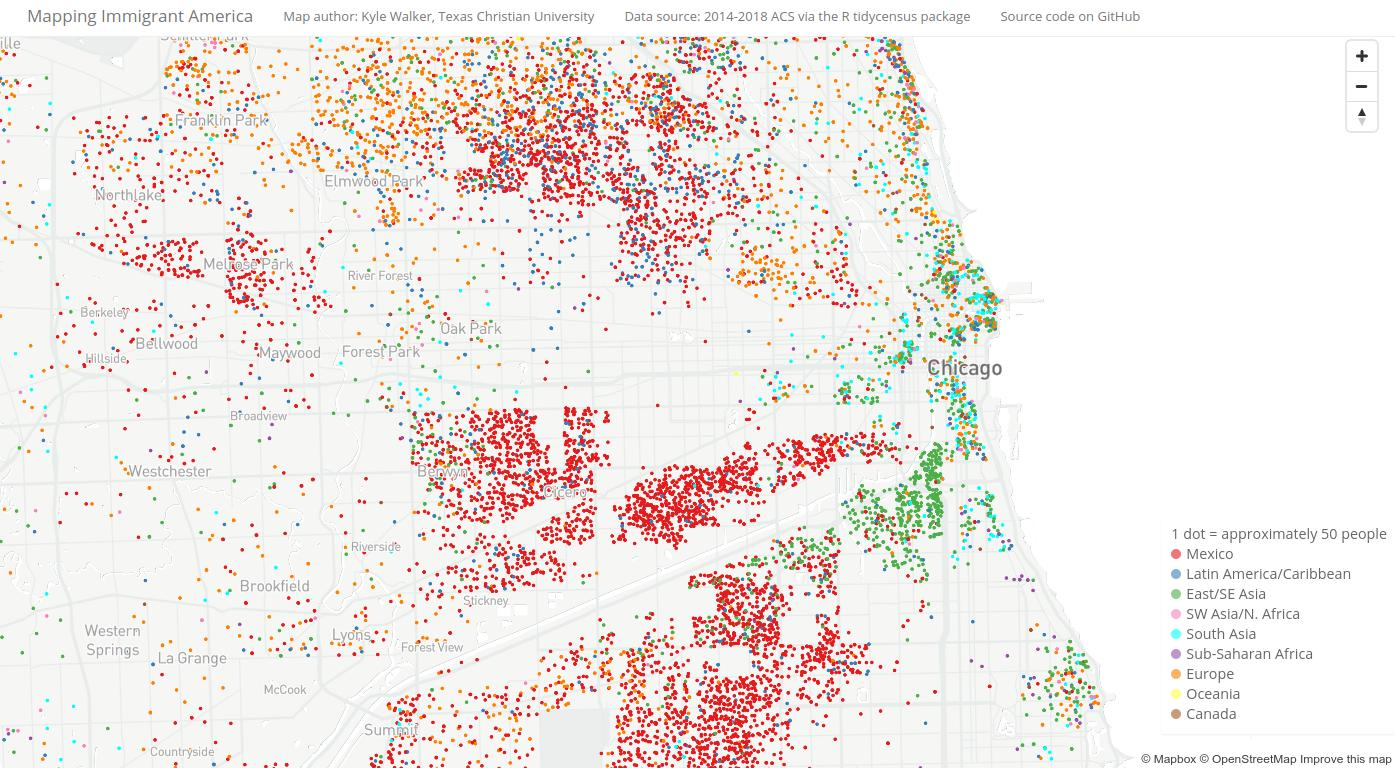 Mapping Immigrant America Map author: Kyle Walker, Texas Christian University Data source: 2014-2018 ACS via the R tidycensus package Source code on GitHub
Schiller Park
ville
Franklin Park
Elmwood Park
Northlake
Melrose Park
River Forest
Berkeley
Oak Park
Bellwood
Hillside
Maywood
Forest Park
Chicago
Broadview
Westchester
Berwyn
Cicero
Riverside
Brookfield
Stickney
Western
Springs
Lyons
Forest View
La Grange
McCook
Summit
Countryside
1 dot = approximately 50 people
Mexico
Latin America/Caribbean
East/SE Asia
SW Asia/N. Africa
South Asia
Sub-Saharan Africa
Europe
Oceania
Canada
© Mapbox © OpenStreetMap Improve this map